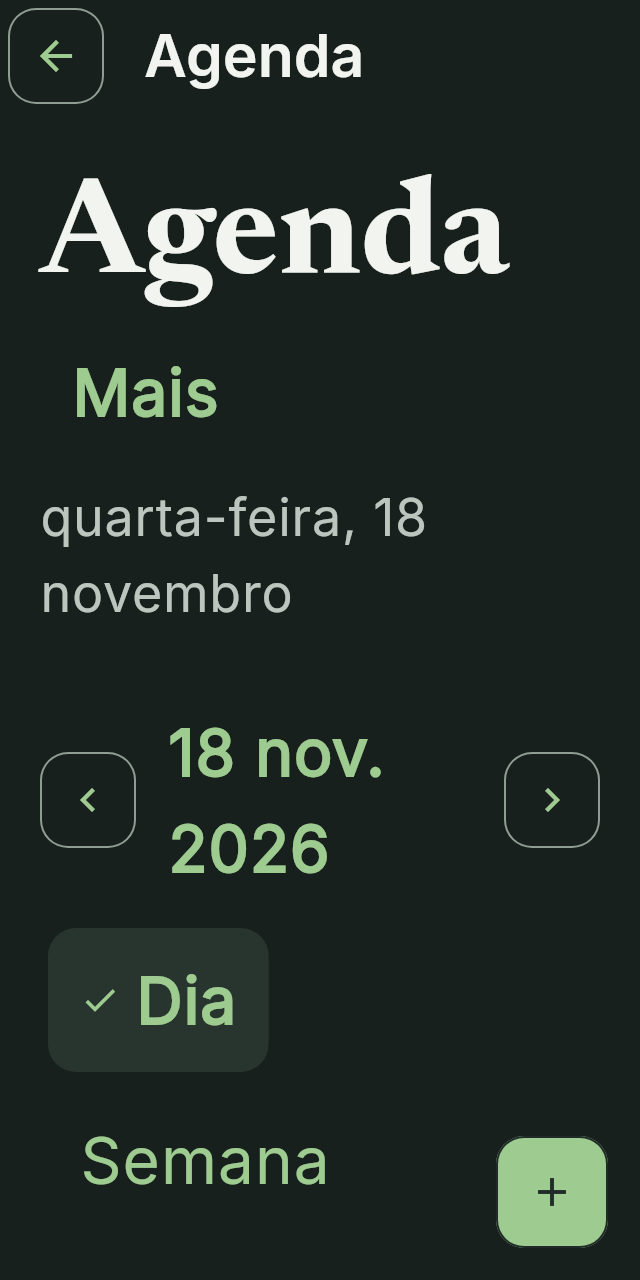 Agenda
Agenda
Mais
quarta-feira, 18
novembro
18 nov.
2026
Dia
Semana